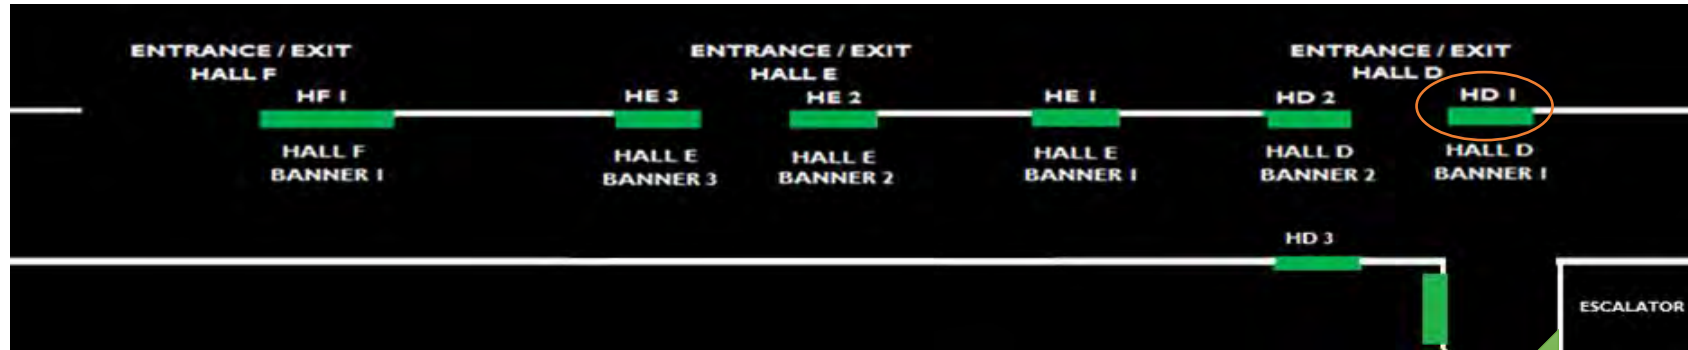 ENTRANCE / EXIT
HALL F
ENTRANCE / EXIT
HALL E
ENTRANCE / EXIT
HALL D
HF 1
HE 3
HE 2
HE 1
HD 2
HD 1
HALL F
BANNER 1
HALL E
BANNER 3
HALL E
BANNER 2
HALL E
BANNER 1
HALL D
BANNER 2
HALL D
BANNER 1
HD 3
ESCALATOR